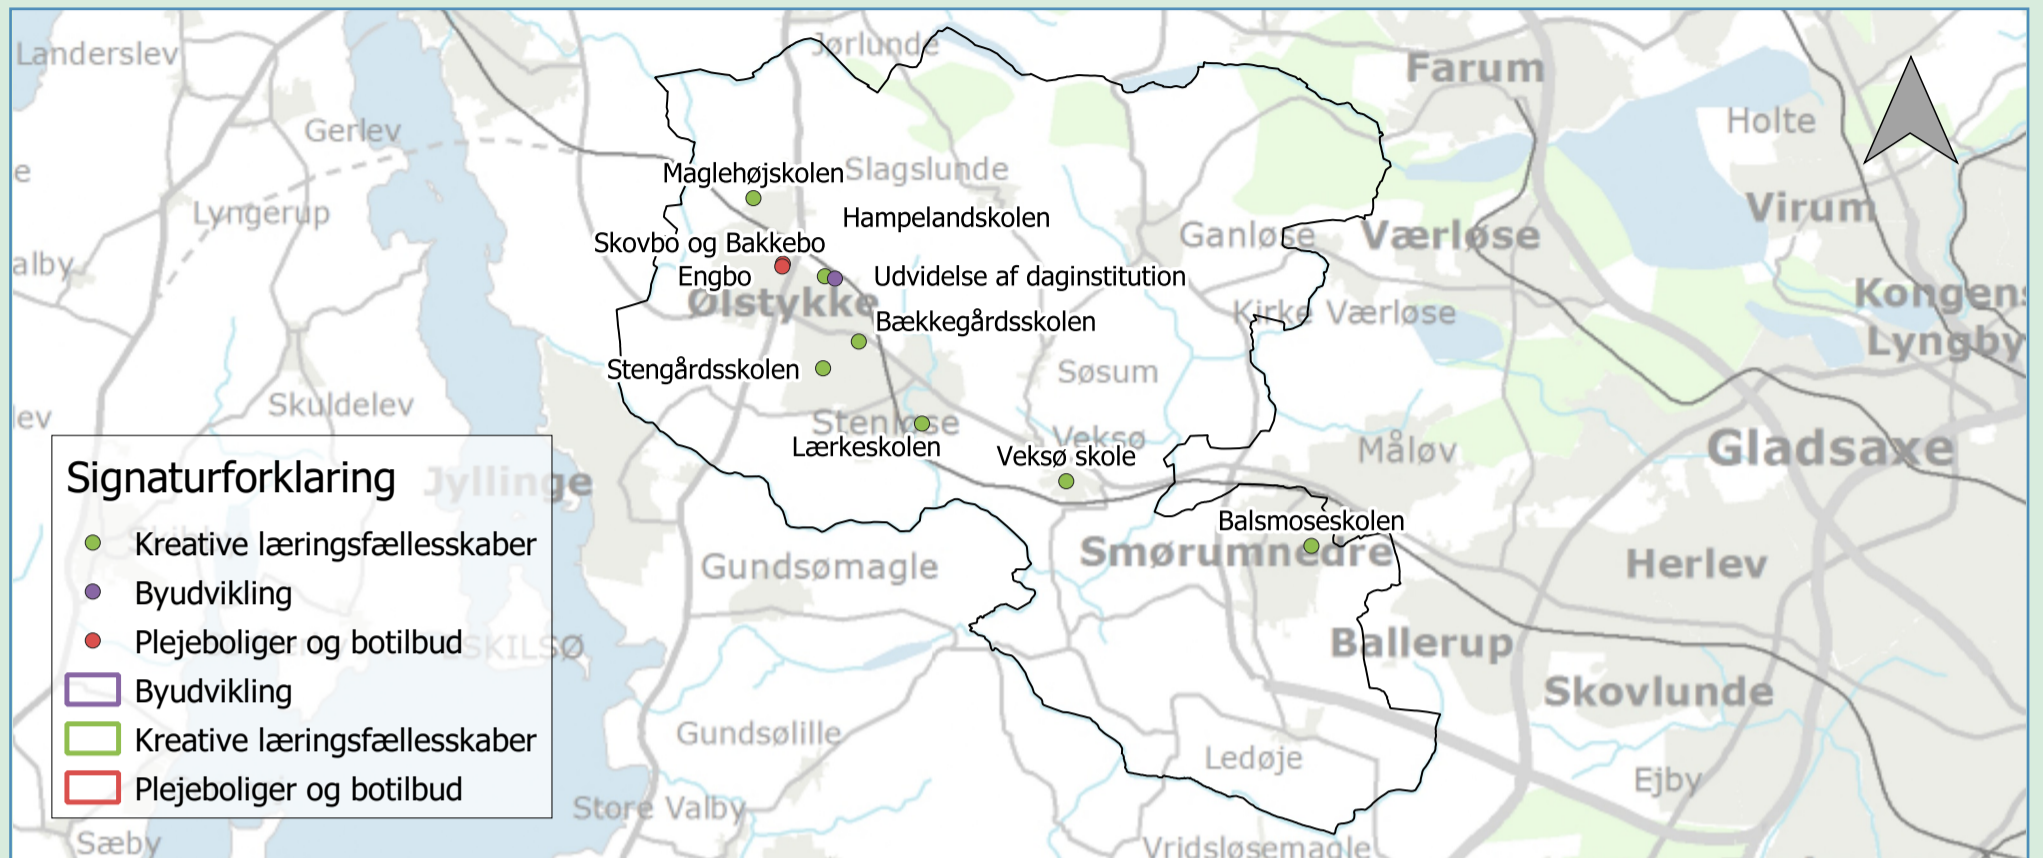 Landerslev
Jørlunde
Farum
Holte
Gerlev
Maglehøjskolen
Slagslunde
e
Lyngerup
Virum
Hampelandskolen
Skovbo og Bakkebo
Ganløse
Værløse
alby
Engbo
Udvidelse af daginstitution
Ølstykke
Kongens
Kirke Værløse
Bækkegårdsskolen
Lyngby
Stengårdsskolen
Søsum
Skuldelev
lev
Stenløse
Veksø
Lærkeskolen
Veksø skole
Måløv
Gladsaxe
Signaturforklaring
Jyllinge
Balsmoseskolen
Kreative læringsfællesskaber
Smørumnedre
Gundsømagle
Herlev
Byudvikling
Plejeboliger og botilbud
ESKILSØ
Ballerup
Byudvikling
Skovlunde
Kreative læringsfællesskaber
Gundsølille
Ledøje
Plejeboliger og botilbud
Ejby
Store Valby
Sæby
Vridsløsemagle